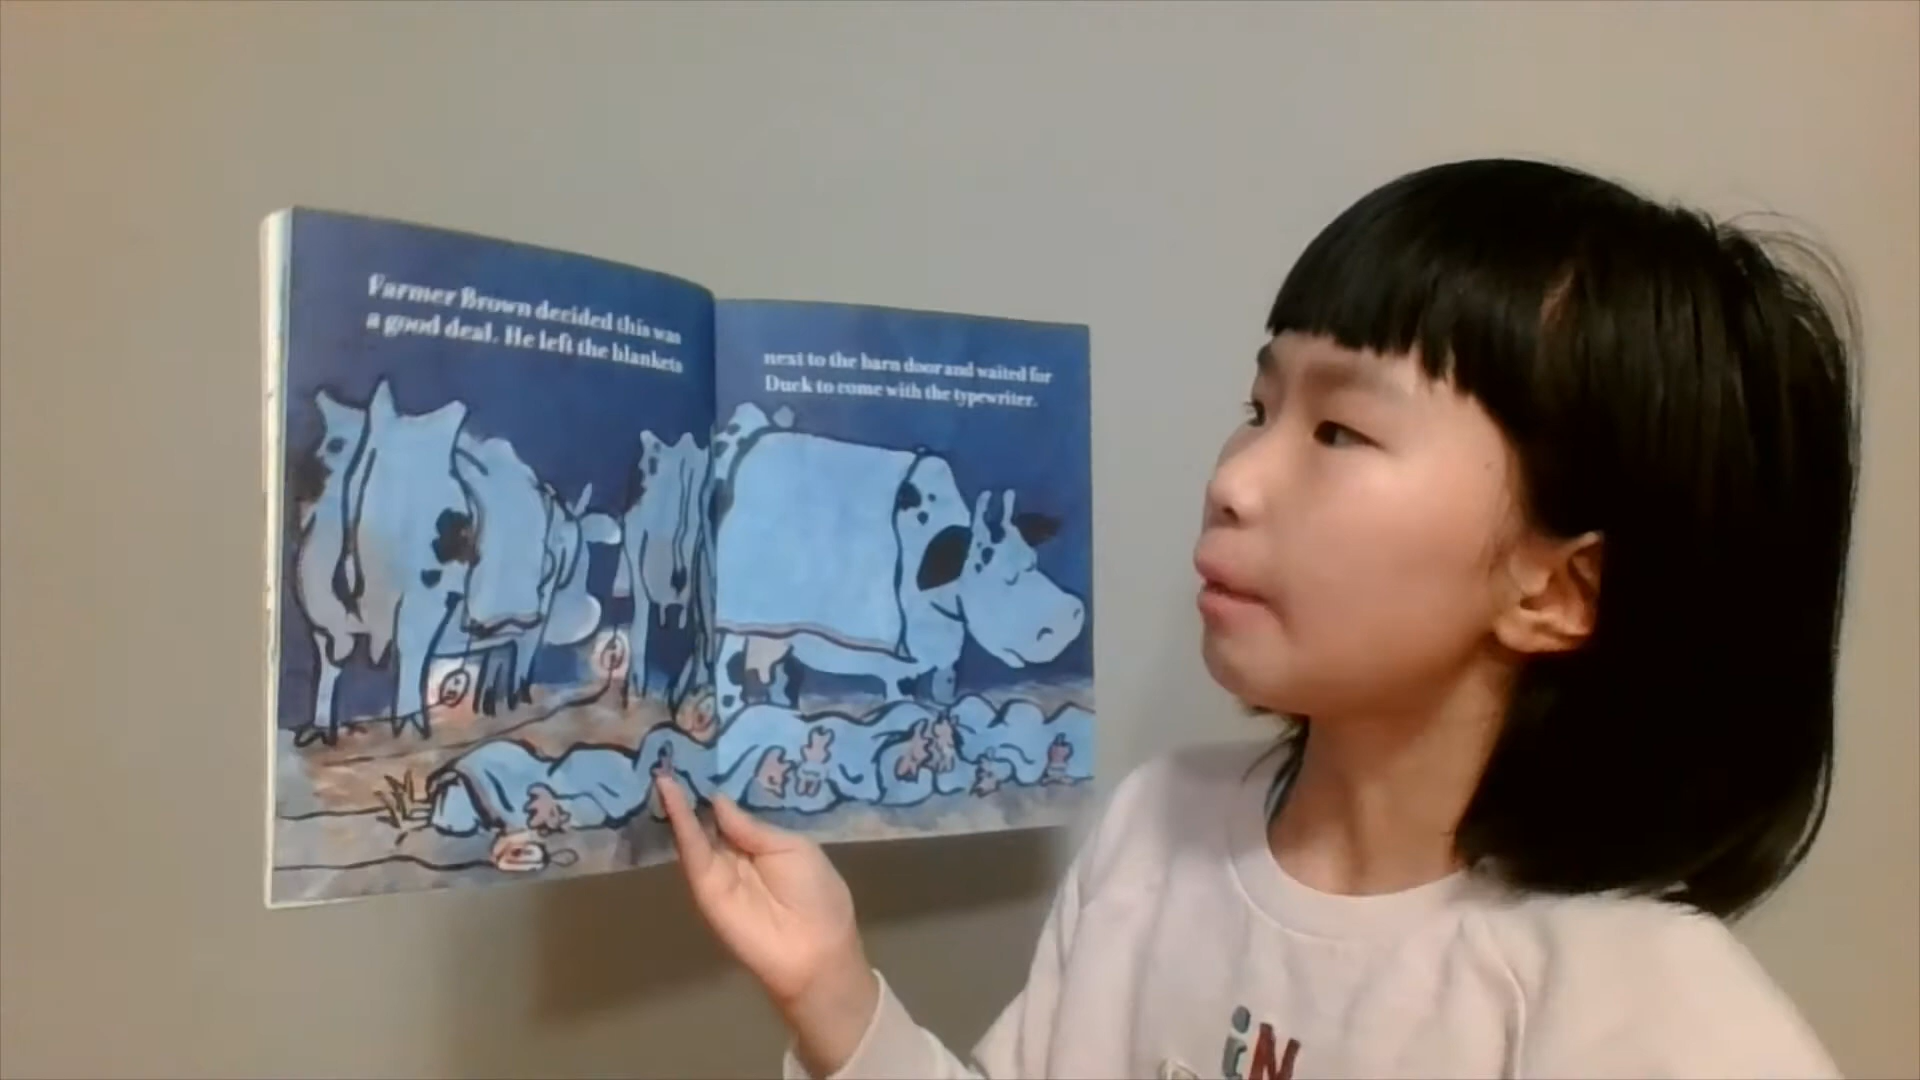 Farmer Brown decided this was
a good deal. He left the blankets
next to the barn door and waited for
Duck to come with the typewriter.
iN